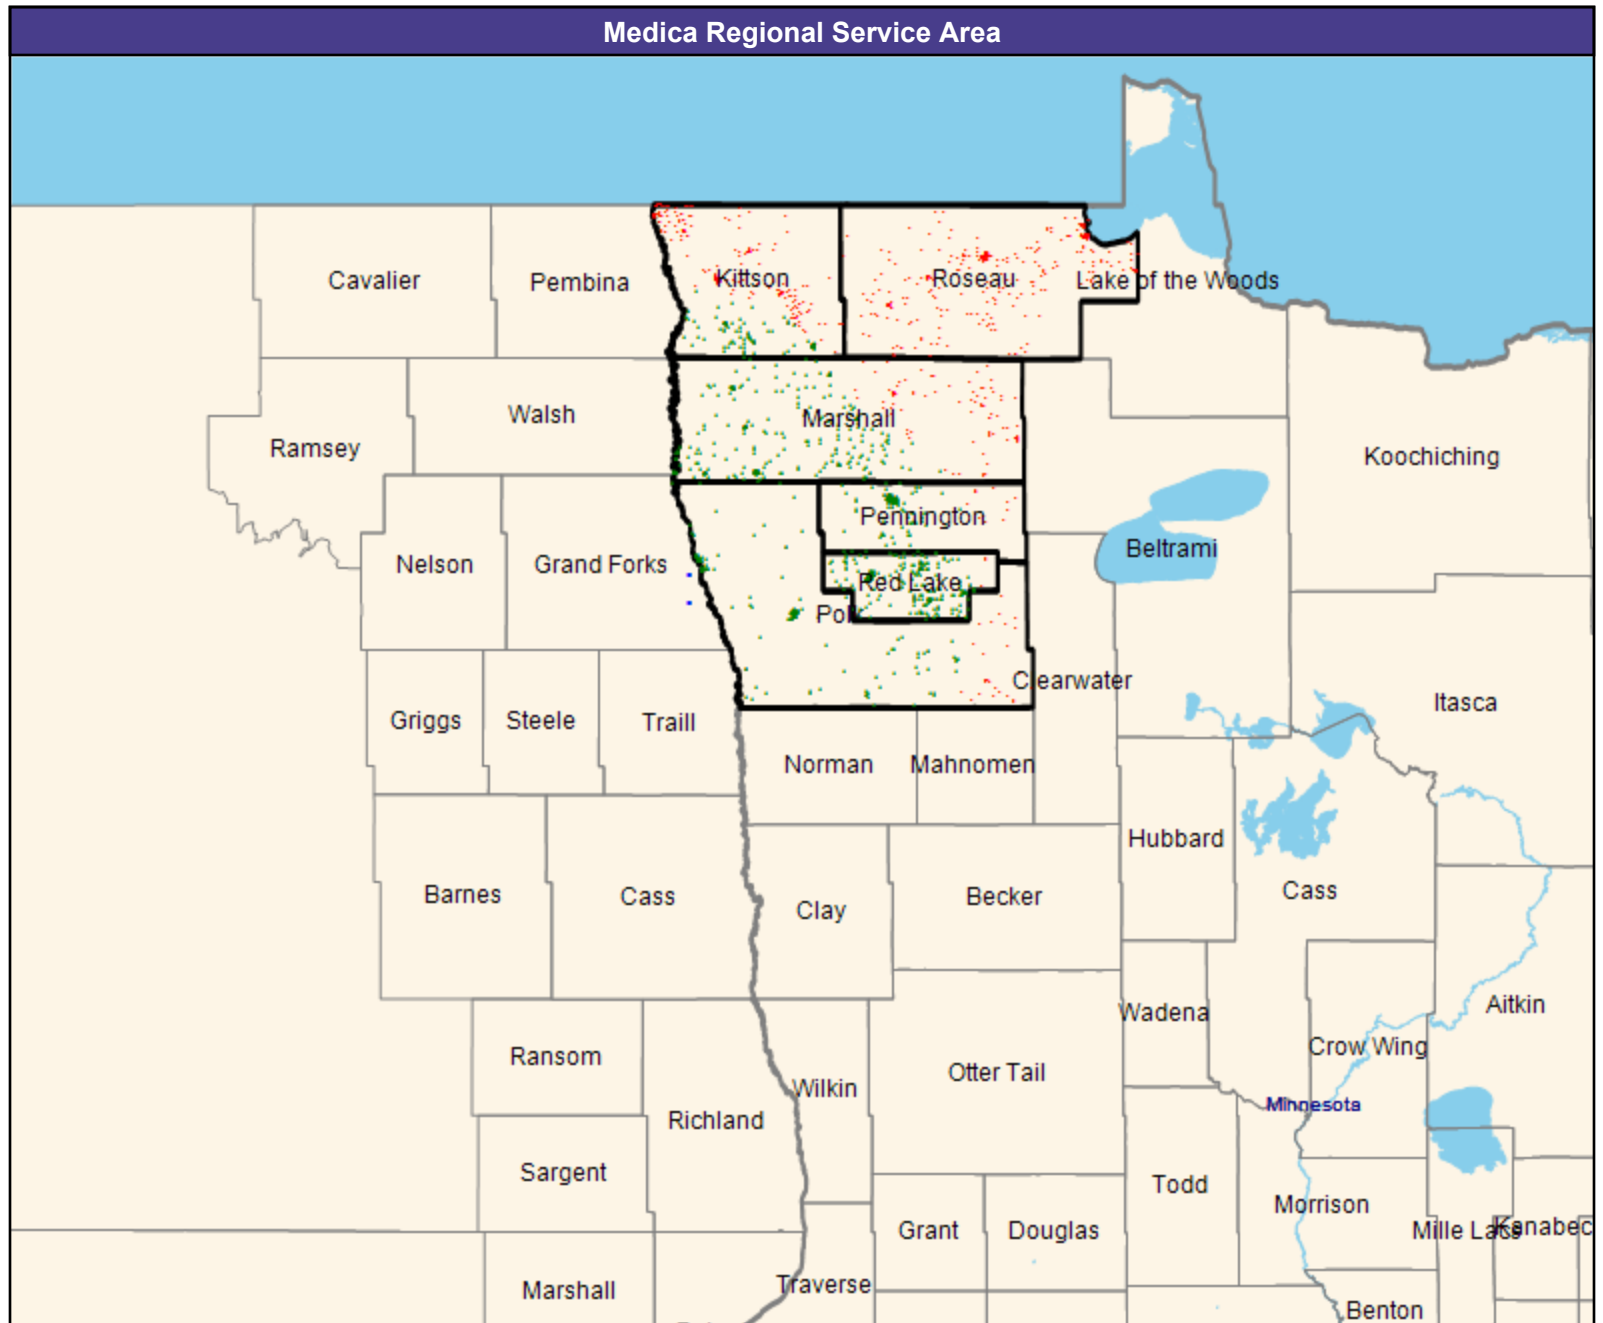 Medica Regional Service Area
Cavalier
Pembina
Kittson
Roseau
Lake of the Woods
Walsh
Marshall
Ramsey
Koochiching
Pennington
Nelson
Grand Forks
Beltrami
Red Lake
Polk
Clearwater
Griggs
Steele
Traill
Itasca
Norman
Mahnomen
Hubbard
Barnes
Cass
Clay
Becker
Cass
Wadena
Aitkin
Ransom
Crow Wing
Otter Tail
Wilkin
Minnesota
Richland
Sargent
Todd
Morrison
Grant
Douglas
Mille Lacs
Kanabec
Marshall
Traverse
Benton